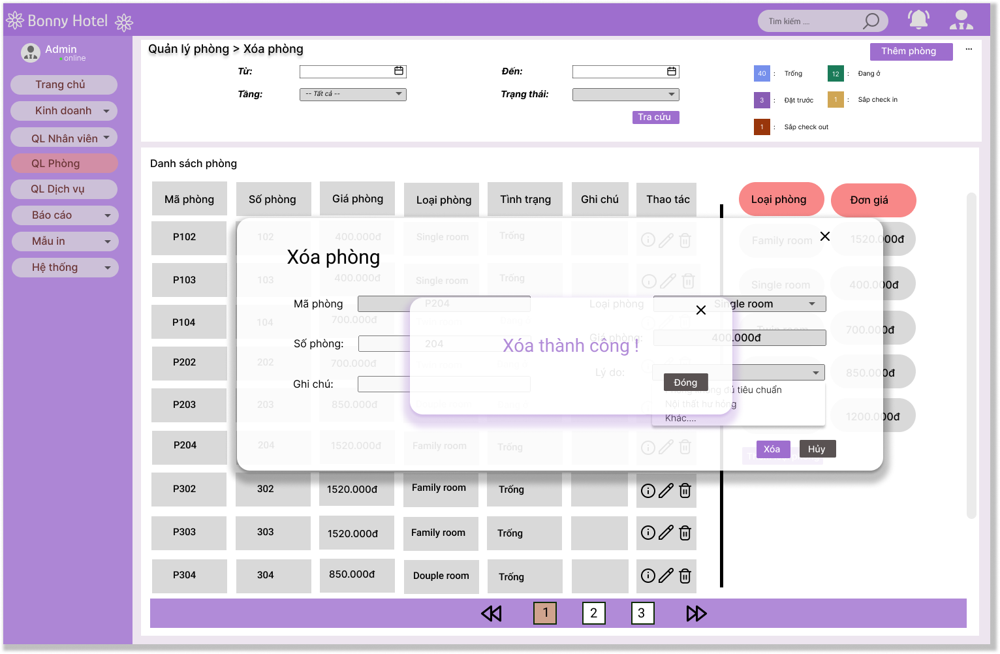 Bonny Hotel
Tìm kiếm ....
Admin
online
Trang chủ
Kinh doanh
QL Nhân viên
QL Phòng
QL Dịch vụ
Báo cáo
Mẫu in
Hệ thống
Quản lý phòng > Xóa phòng
Thêm phòng
...
Từ:
Đến:
Tầng:
-- Tất cả --
Trạng thái:
Tra cứu
40 : Trống
12 : Đang ở
3 : Đặt trước
1 : Sắp check in
1 : Sắp check out
Danh sách phòng
Mã phòng Số phòng Giá phòng Loại phòng Tình trạng Ghi chú Thao tác
Loại phòng Đơn giá
P102 102 400.000đ Single room Trống
Family room 1520.000đ
P103 103 400.000đ Single room Trống
Single room 400.000đ
P104 104 700.000đ
Twin room 700.000đ
P202 202 700.000đ
850.000đ
P203 203 850.000đ
1200.000đ
P204 204 1520.000đ Family room Trống
P302 302 1520.000đ Family room Trống
P303 303 1520.000đ Family room Trống
P304 304 850.000đ Douple room Trống
Xóa phòng
Mã phòng P204
Số phòng: 204
Ghi chú:
Loại phòng Single room
Giá phòng: 400.000đ
Lý do:
đủ tiêu chuẩn
Nội thất hư hỏng
Khác....
Xóa Hủy
Xóa thành công !
Đóng
1 2 3